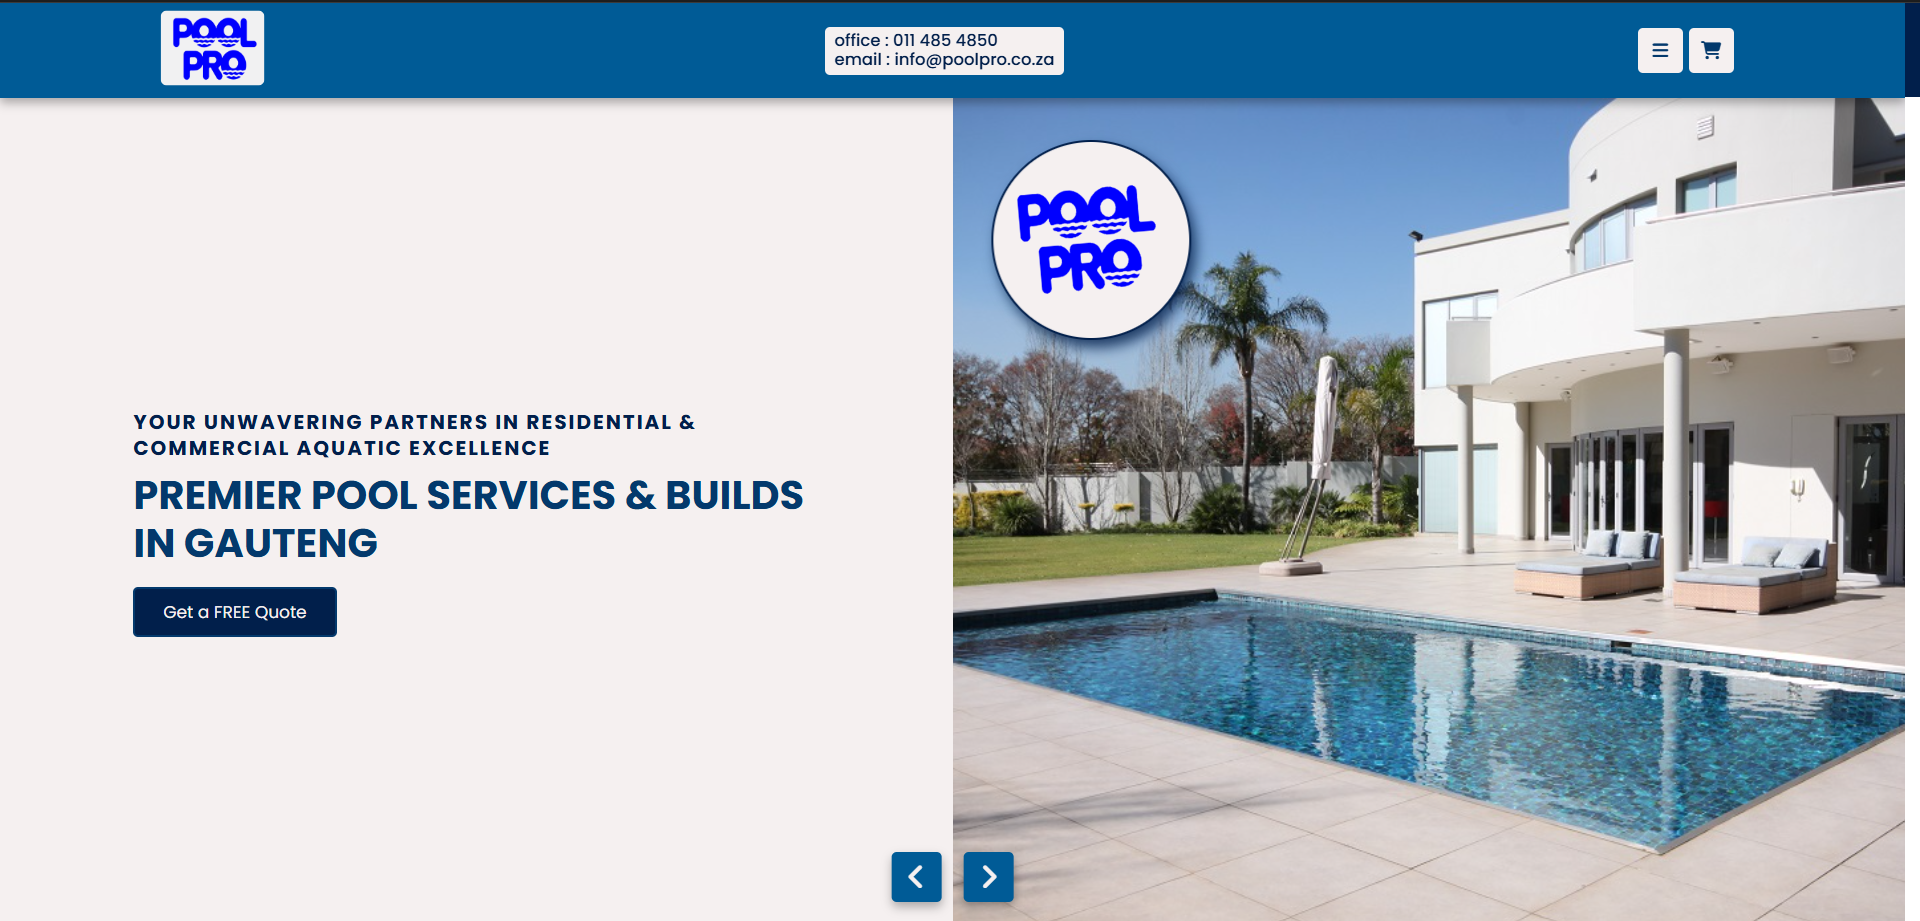 POOL
PRO
office : 011 485 4850
email : info@poolpro.co.za
POOL
PRO
YOUR UNWAVERING PARTNERS IN RESIDENTIAL &
COMMERCIAL AQUATIC EXCELLENCE
PREMIER POOL SERVICES & BUILDS
IN GAUTENG
Get a FREE Quote